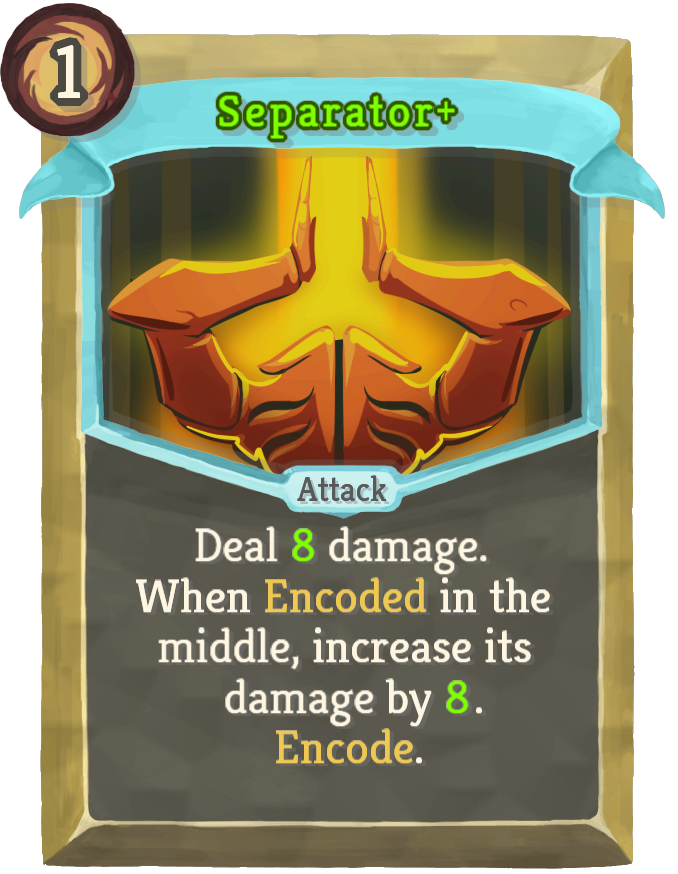 1
Separator+
Attack
Deal 8 damage.
When Encoded in the
middle, increase its
damage by 8.
Encode.